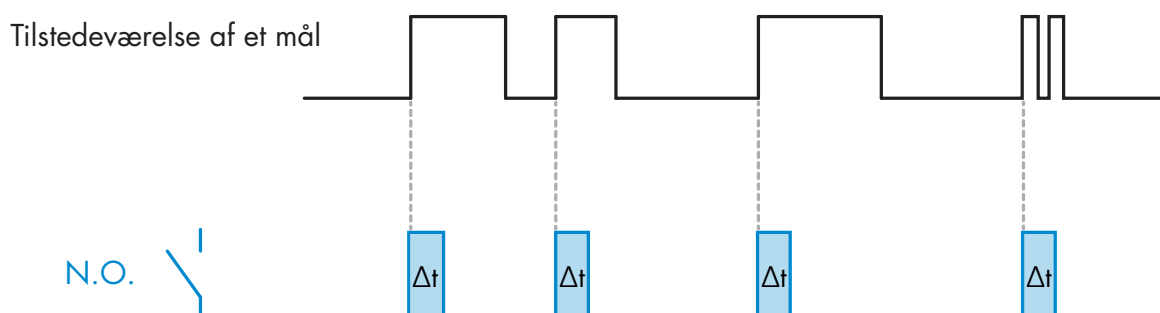 Tilstedeværelse af et mål
N.O. Δt Δt Δt Δt